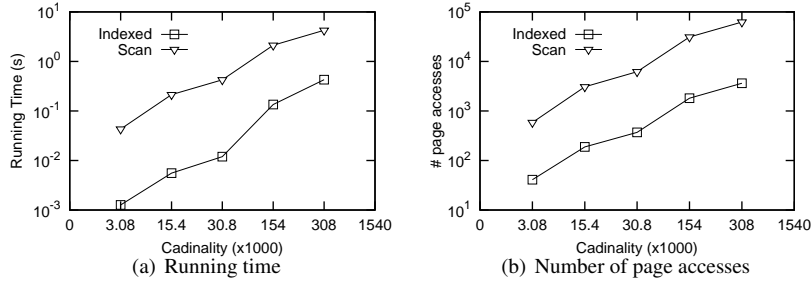 10^1
10^0
10^-1
10^-2
10^-3
Running Time (s)
Indexed
Scan
0 3.08 15.4 30.8 154 308 1540
Cadinality (x1000)
(a) Running time
10^5
10^4
10^3
10^2
10^1
# page accesses
Indexed
Scan
0 3.08 15.4 30.8 154 308 1540
Cadinality (x1000)
(b) Number of page accesses